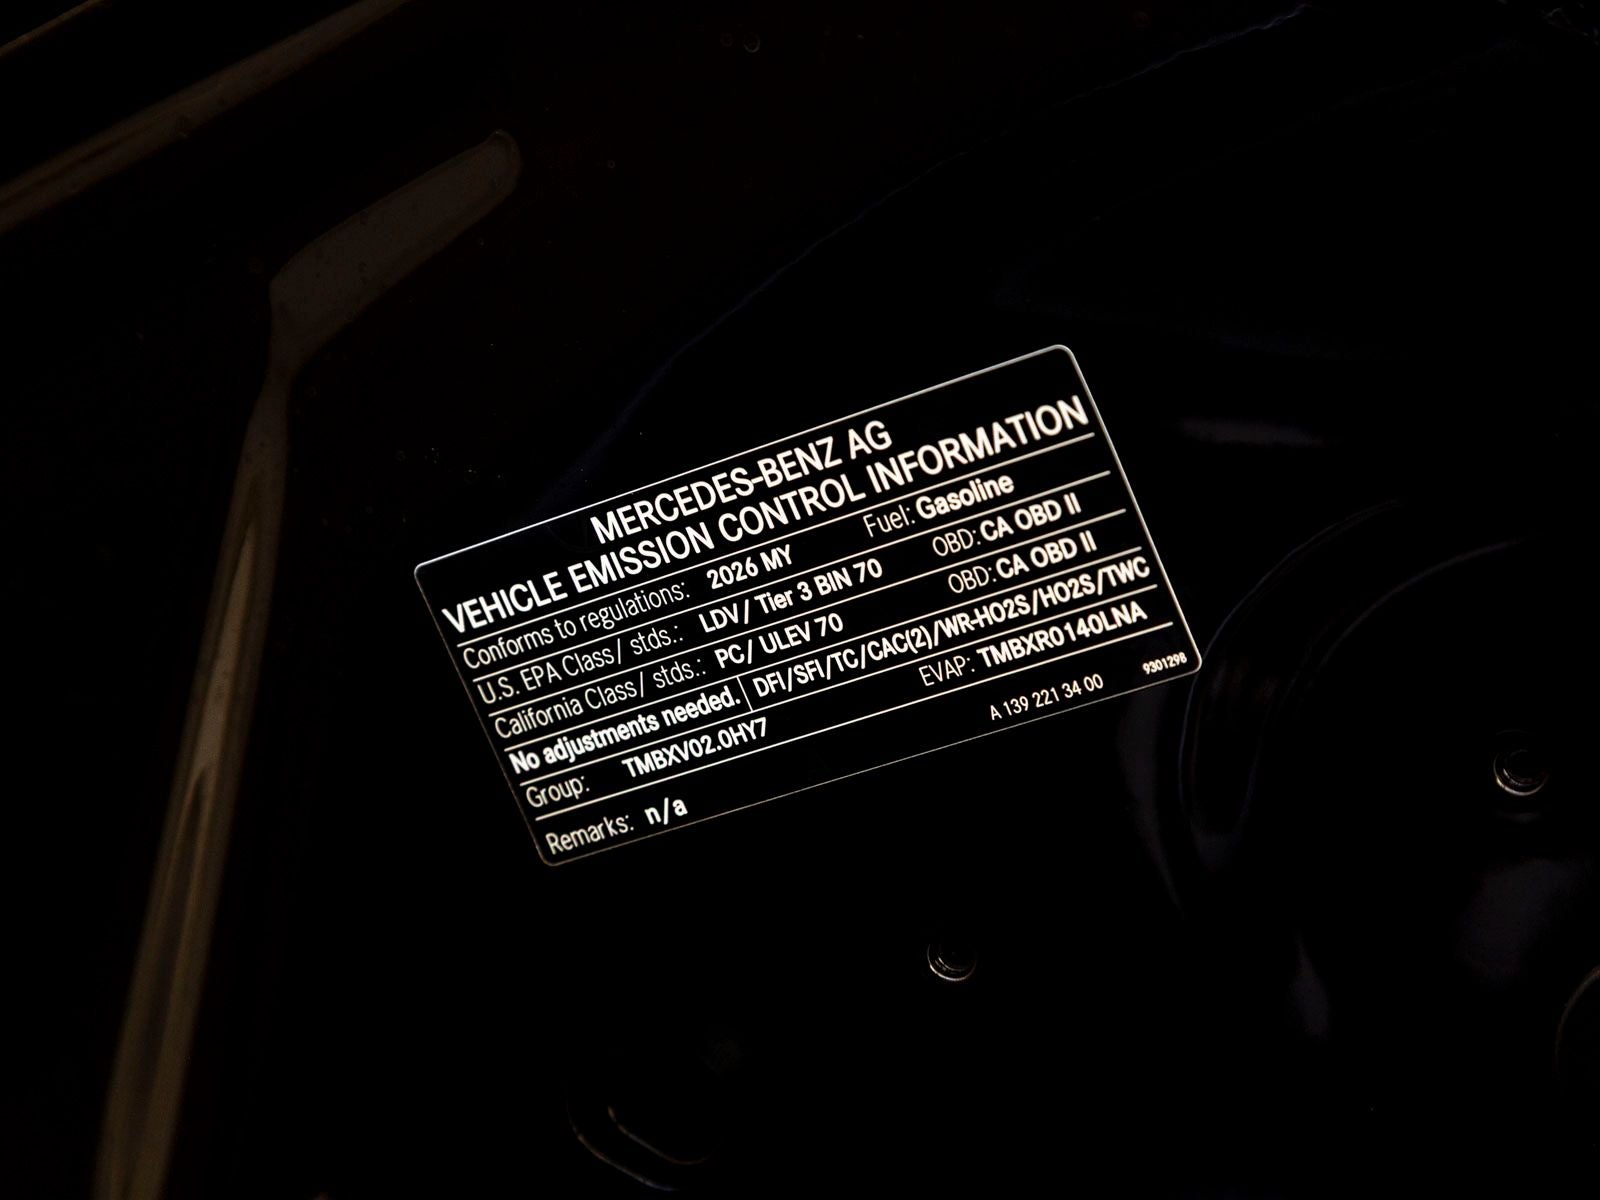 MERCEDES-BENZ AG
VEHICLE EMISSION CONTROL INFORMATION
Conforms to regulations: 2026 MY Fuel: Gasoline
U.S. EPA Class/ stds.: LDV/ Tier 3 BIN 70 OBD: CA OBD II
California Class/ stds.: PC/ ULEV 70 OBD: CA OBD II
No adjustments needed. DFI/SFI/TC/CAC(2)/WR-HO2S/HO2S/TWC
Group: TMBXV02.0HY7 EVAP: TMBXR0140LNA
Remarks: n/a A 139 221 34 00 9301298